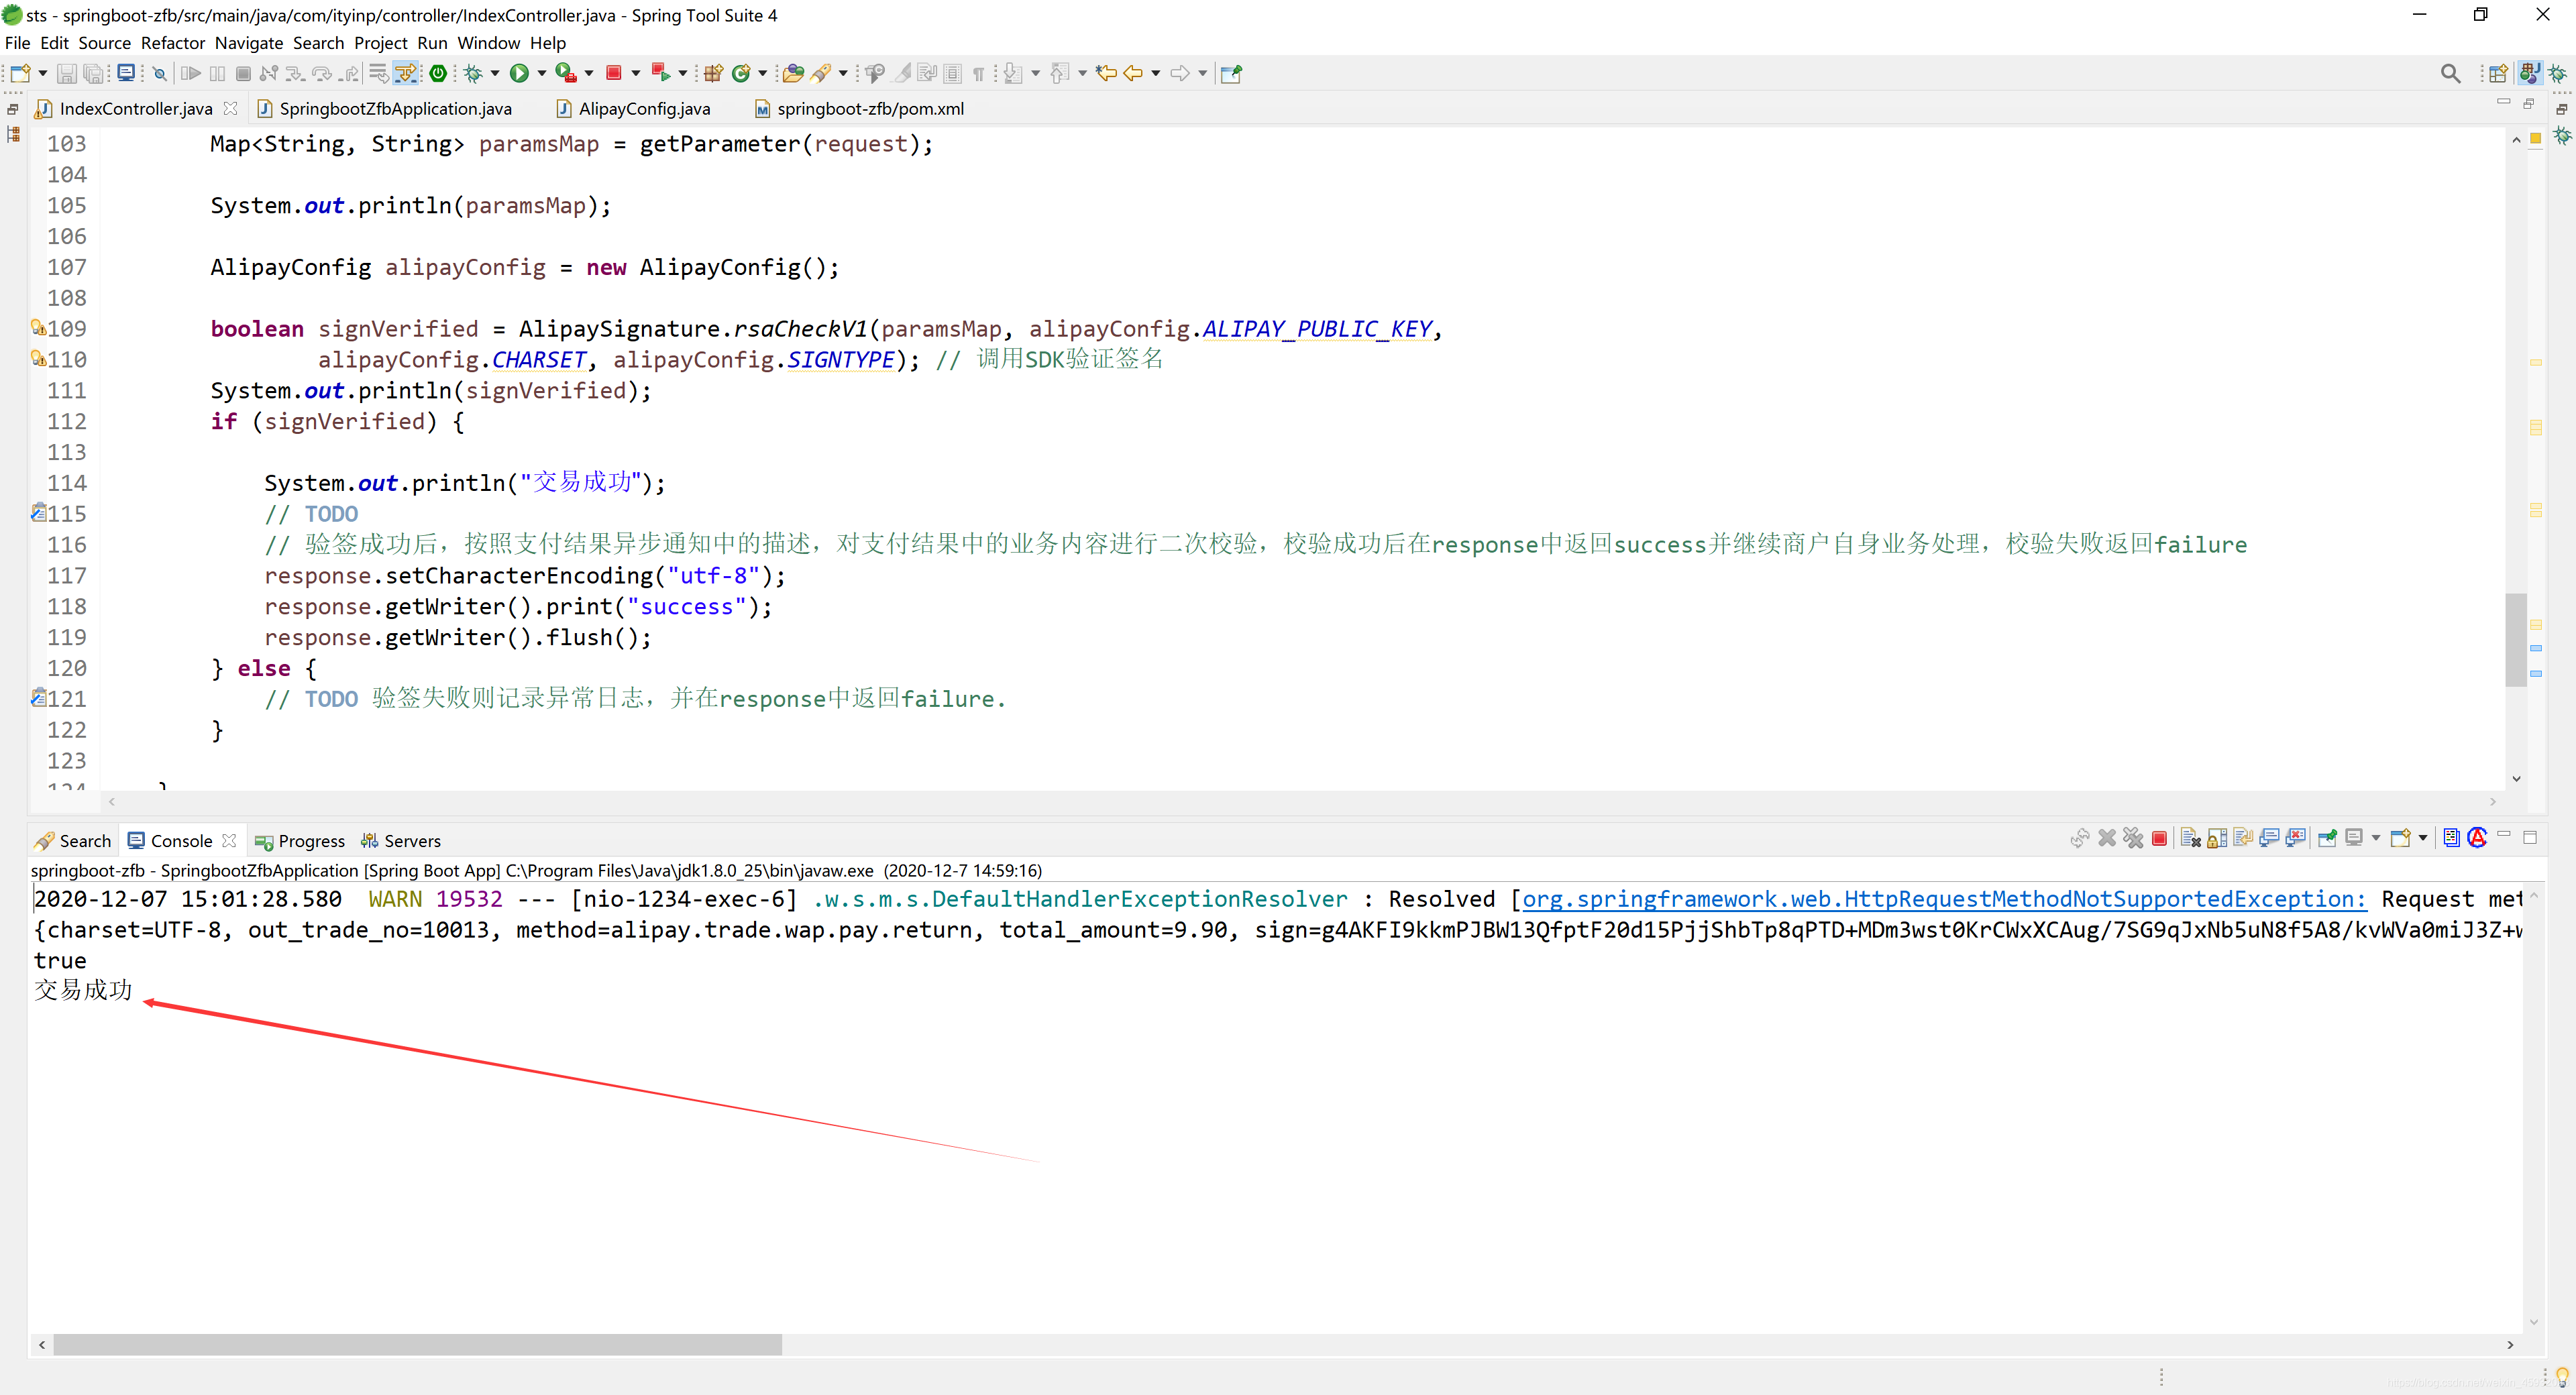 sts - springboot-zfb/src/main/java/com/ityinp/controller/IndexController.java - Spring Tool Suite 4
File Edit Source Refactor Navigate Search Project Run Window Help
IndexController.java SpringbootZfbApplication.java AlipayConfig.java springboot-zfb/pom.xml
103 Map<String, String> paramsMap = getParameter(request);
104
105 System.out.println(paramsMap);
106
107 AlipayConfig alipayConfig = new AlipayConfig();
108
109 boolean signVerified = AlipaySignature.rsaCheckV1(paramsMap, alipayConfig.ALIPAY_PUBLIC_KEY,
110 alipayConfig.CHARSET, alipayConfig.SIGNTYPE); // 调用SDK验证签名
111 System.out.println(signVerified);
112 if (signVerified) {
113
114 System.out.println("交易成功");
115 // TODO
116 // 验签成功后，按照支付结果异步通知中的描述，对支付结果中的业务内容进行二次校验，校验成功后在response中返回success并继续商户自身业务处理，校验失败返回failure
117 response.setCharacterEncoding("utf-8");
118 response.getWriter().print("success");
119 response.getWriter().flush();
120 } else {
121 // TODO 验签失败则记录异常日志，并在response中返回failure.
122 }
123
124 }
Search Console Progress Servers
springboot-zfb - SpringbootZfbApplication [Spring Boot App] C:\Program Files\Java\jdk1.8.0_25\bin\javaw.exe (2020-12-7 14:59:16)
2020-12-07 15:01:28.580 WARN 19532 --- [nio-1234-exec-6] .w.s.m.s.DefaultHandlerExceptionResolver : Resolved [org.springframework.web.HttpRequestMethodNotSupportedException: Request met
{charset=UTF-8, out_trade_no=10013, method=alipay.trade.wap.pay.return, total_amount=9.90, sign=g4AKFI9kkmPJBW13QfptF20d15PjjShbTp8qPTD+MDm3wst0KrCWxXCAug/7SG9qJxNb5uN8f5A8/kvWVa0miJ3Z+w
true
交易成功